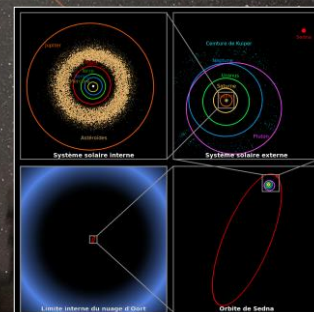 Jupiter
Astéroïdes
Système solaire interne
Sedna
Ceinture de Kuiper
Neptune
Uranus
Saturne
Pluton
Système solaire externe
Limite interne du nuage d'Oort
Orbite de Sedna